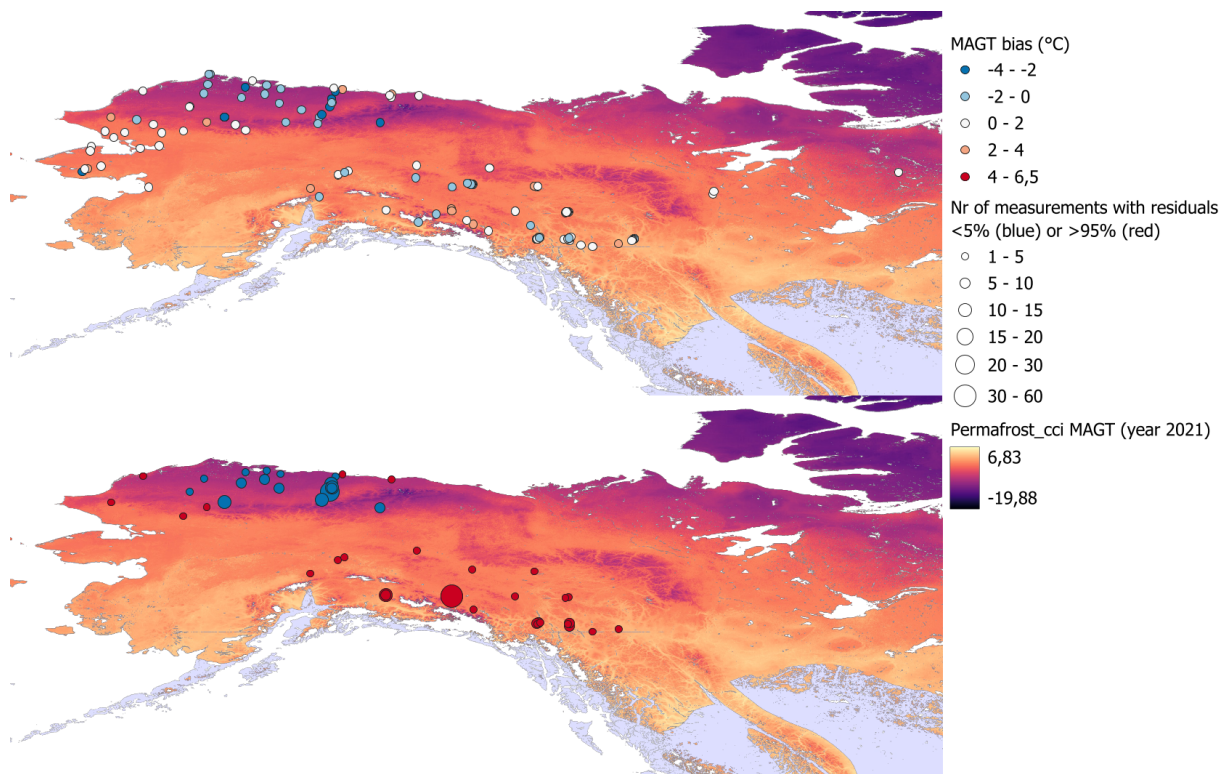 MAGT bias (°C)
-4 - -2
-2 - 0
0 - 2
2 - 4
4 - 6,5
Nr of measurements with residuals
<5% (blue) or >95% (red)
1 - 5
5 - 10
10 - 15
15 - 20
20 - 30
30 - 60
Permafrost_cci MAGT (year 2021)
6,83
-19,88